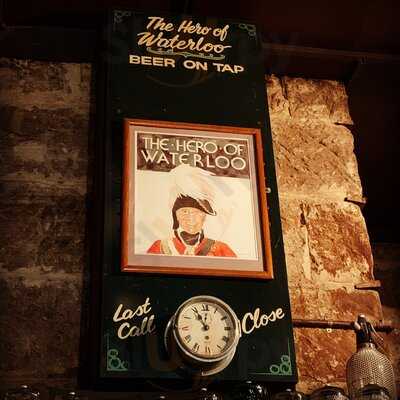 The Hero of
Waterloo
BEER ON TAP
THE·HERO·OF
WATERLOO
Last
Call
Close